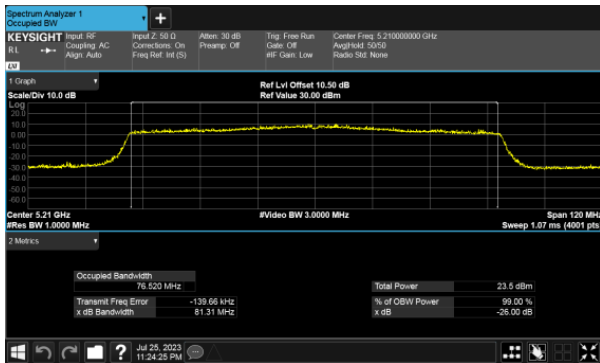 Spectrum Analyzer 1
Occupied BW
KEYSIGHT
Input: RF
Coupling: AC
Align: Auto
Input Z: 50 Ω
Corrections: On
Freq Ref: Int (S)
Atten: 30 dB
Preamp: Off
Trig: Free Run
Gate: Off
#IF Gain: Low
Center Freq: 5.210000000 GHz
Avg|Hold: 50/50
Radio Std: None
R L
LXI
1 Graph
Scale/Div 10.0 dB
Ref Lvl Offset 10.50 dB
Ref Value 30.00 dBm
Log
20.0
10.0
0.00
-10.0
-20.0
-30.0
-40.0
-50.0
-60.0
Center 5.21 GHz
#Video BW 3.0000 MHz
Span 120 MHz
#Res BW 1.0000 MHz
Sweep 1.07 ms (4001 pts)
2 Metrics
Occupied Bandwidth
76.520 MHz
Total Power 23.5 dBm
Transmit Freq Error -139.66 kHz
% of OBW Power 99.00 %
x dB Bandwidth 81.31 MHz
x dB -26.00 dB
?
Jul 25, 2023
11:24:25 PM